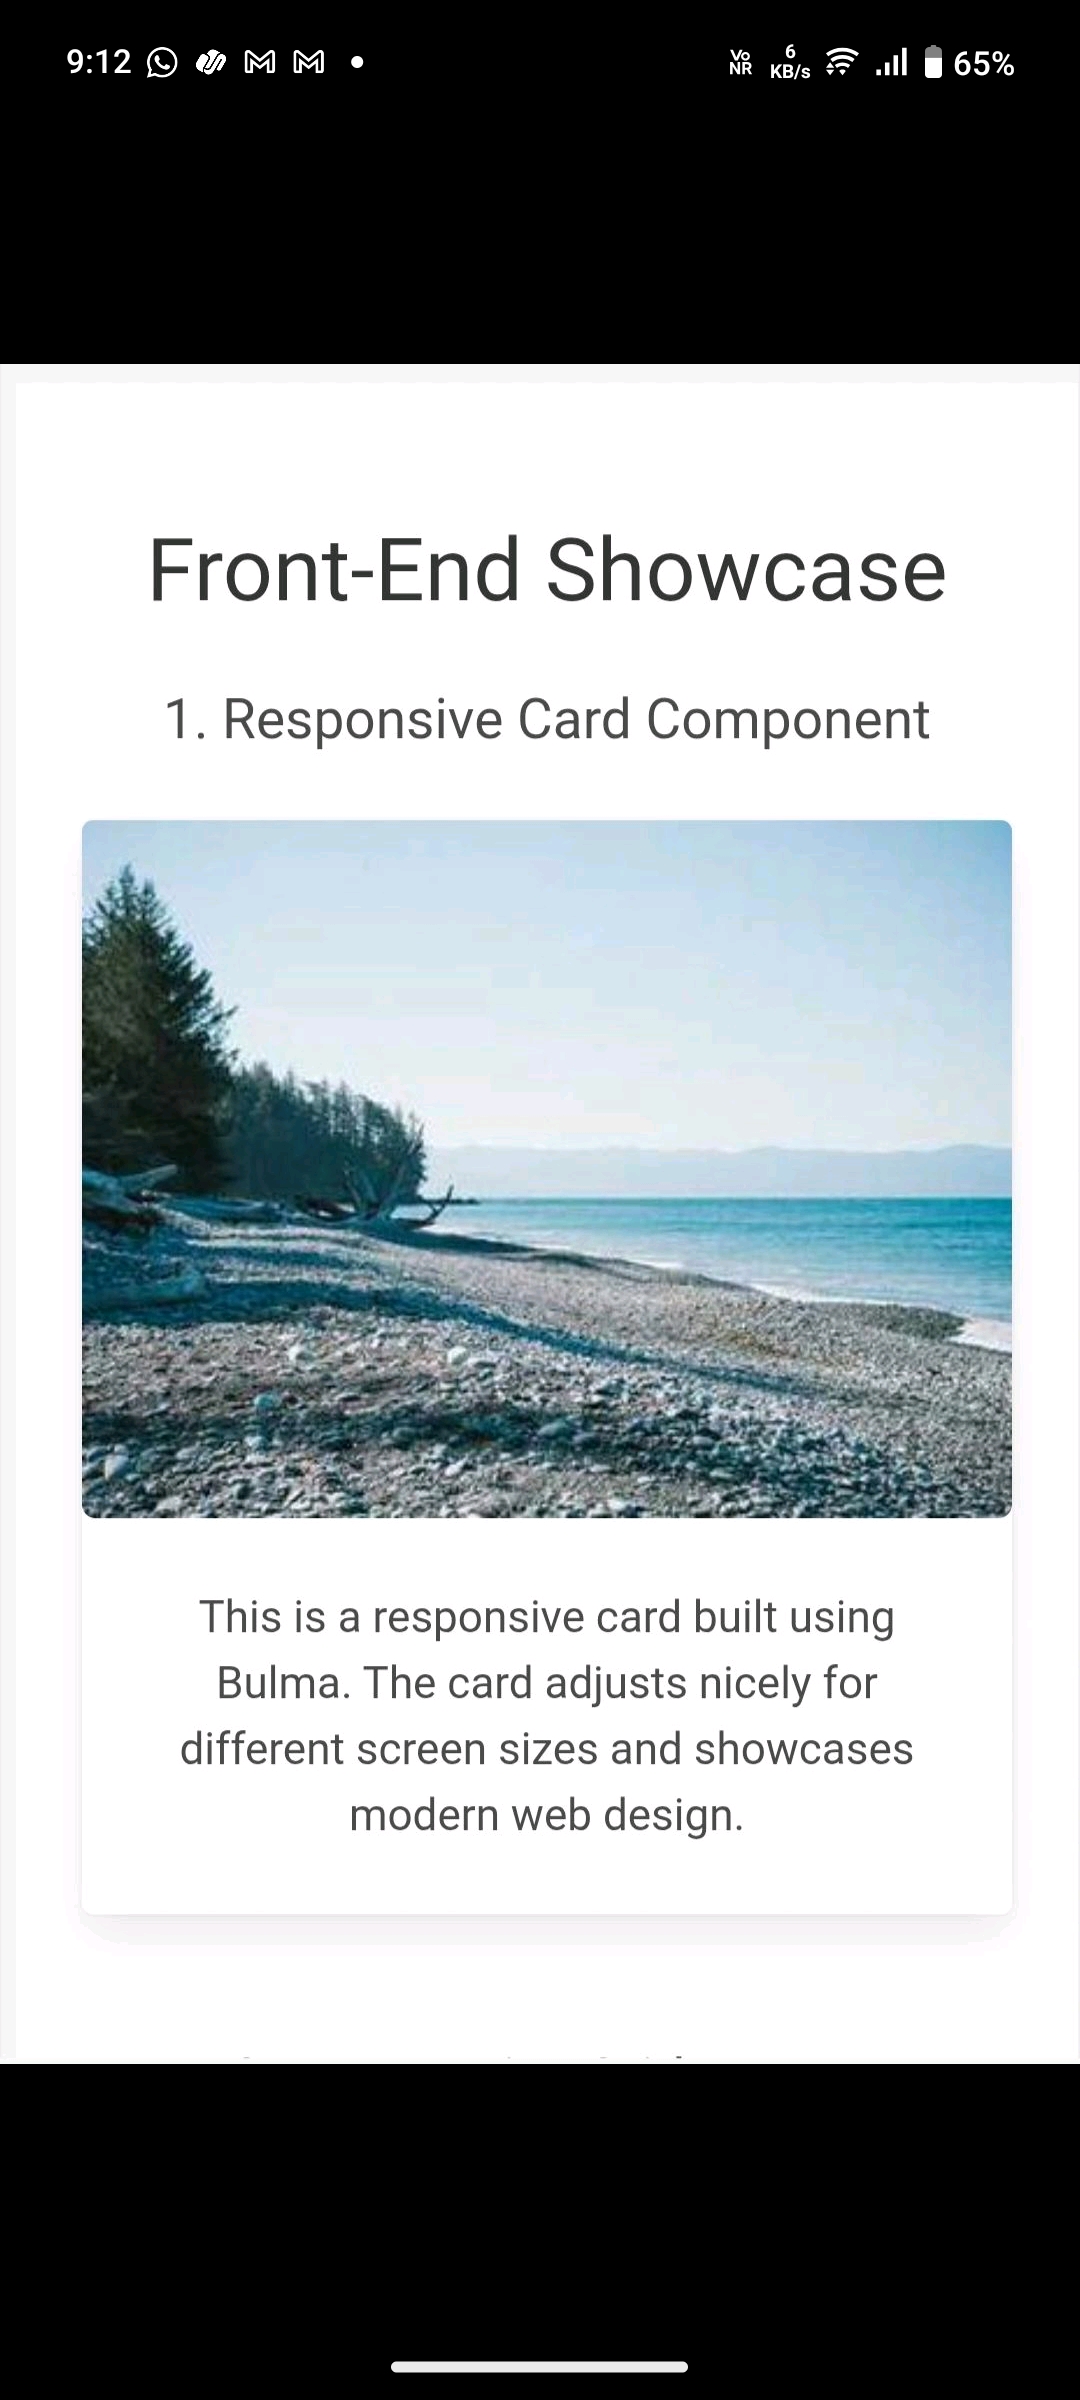 9:12
Vo
NR
6
KB/s
65%
Front-End Showcase
1. Responsive Card Component
This is a responsive card built using
Bulma. The card adjusts nicely for
different screen sizes and showcases
modern web design.